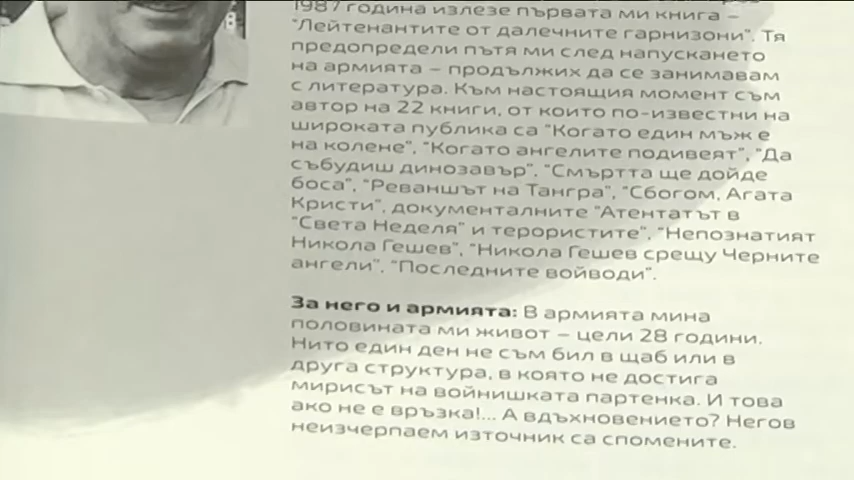 1987 година излезе първата ми книга –
"Лейтенантите от далечните гарнизони". Тя
предопредели пътя ми след напускането
на армията – продължих да се занимавам
с литература. Към настоящия момент съм
автор на 22 книги, от които по-известни на
широката публика са "Когато един мъж е
на колене", "Когато ангелите подивеят", "Да
събудиш динозавър", "Смъртта ще дойде
боса", "Реваншът на Тангра", "Сбогом, Агата
Кристи", документалните "Атентатът в
"Света Неделя" и терористите", "Непознатият
Никола Гешев", "Никола Гешев срещу Черните
ангели", "Последните войводи".
За него и армията: В армията мина
половината ми живот – цели 28 години.
Нито един ден не съм бил в щаб или в
друга структура, в която не достига
мирисът на войнишката партенка. И това
ако не е връзка!... А вдъхновението? Негов
неизчерпаем източник са спомените.